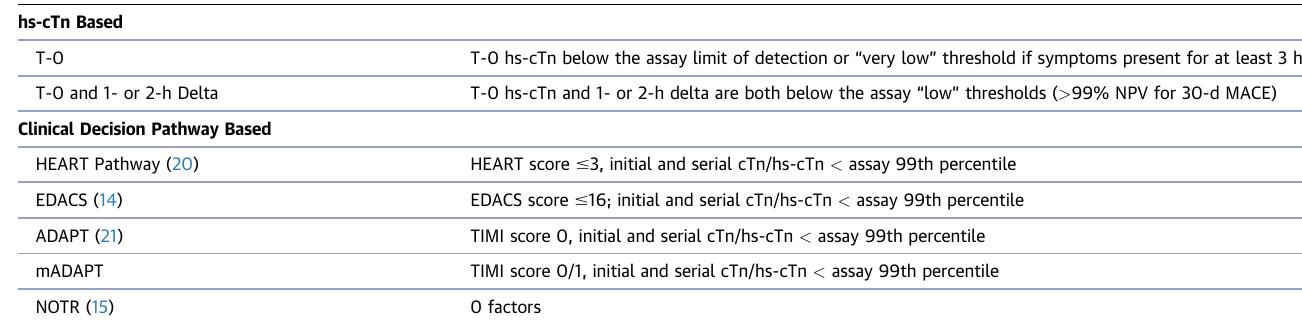 hs-cTn Based
T-0 T-0 hs-cTn below the assay limit of detection or “very low” threshold if symptoms present for at least 3 h
T-0 and 1- or 2-h Delta T-0 hs-cTn and 1- or 2-h delta are both below the assay “low” thresholds (>99% NPV for 30-d MACE)
Clinical Decision Pathway Based
HEART Pathway (20) HEART score ≤3, initial and serial cTn/hs-cTn < assay 99th percentile
EDACS (14) EDACS score ≤16; initial and serial cTn/hs-cTn < assay 99th percentile
ADAPT (21) TIMI score 0, initial and serial cTn/hs-cTn < assay 99th percentile
mADAPT TIMI score 0/1, initial and serial cTn/hs-cTn < assay 99th percentile
NOTR (15) 0 factors